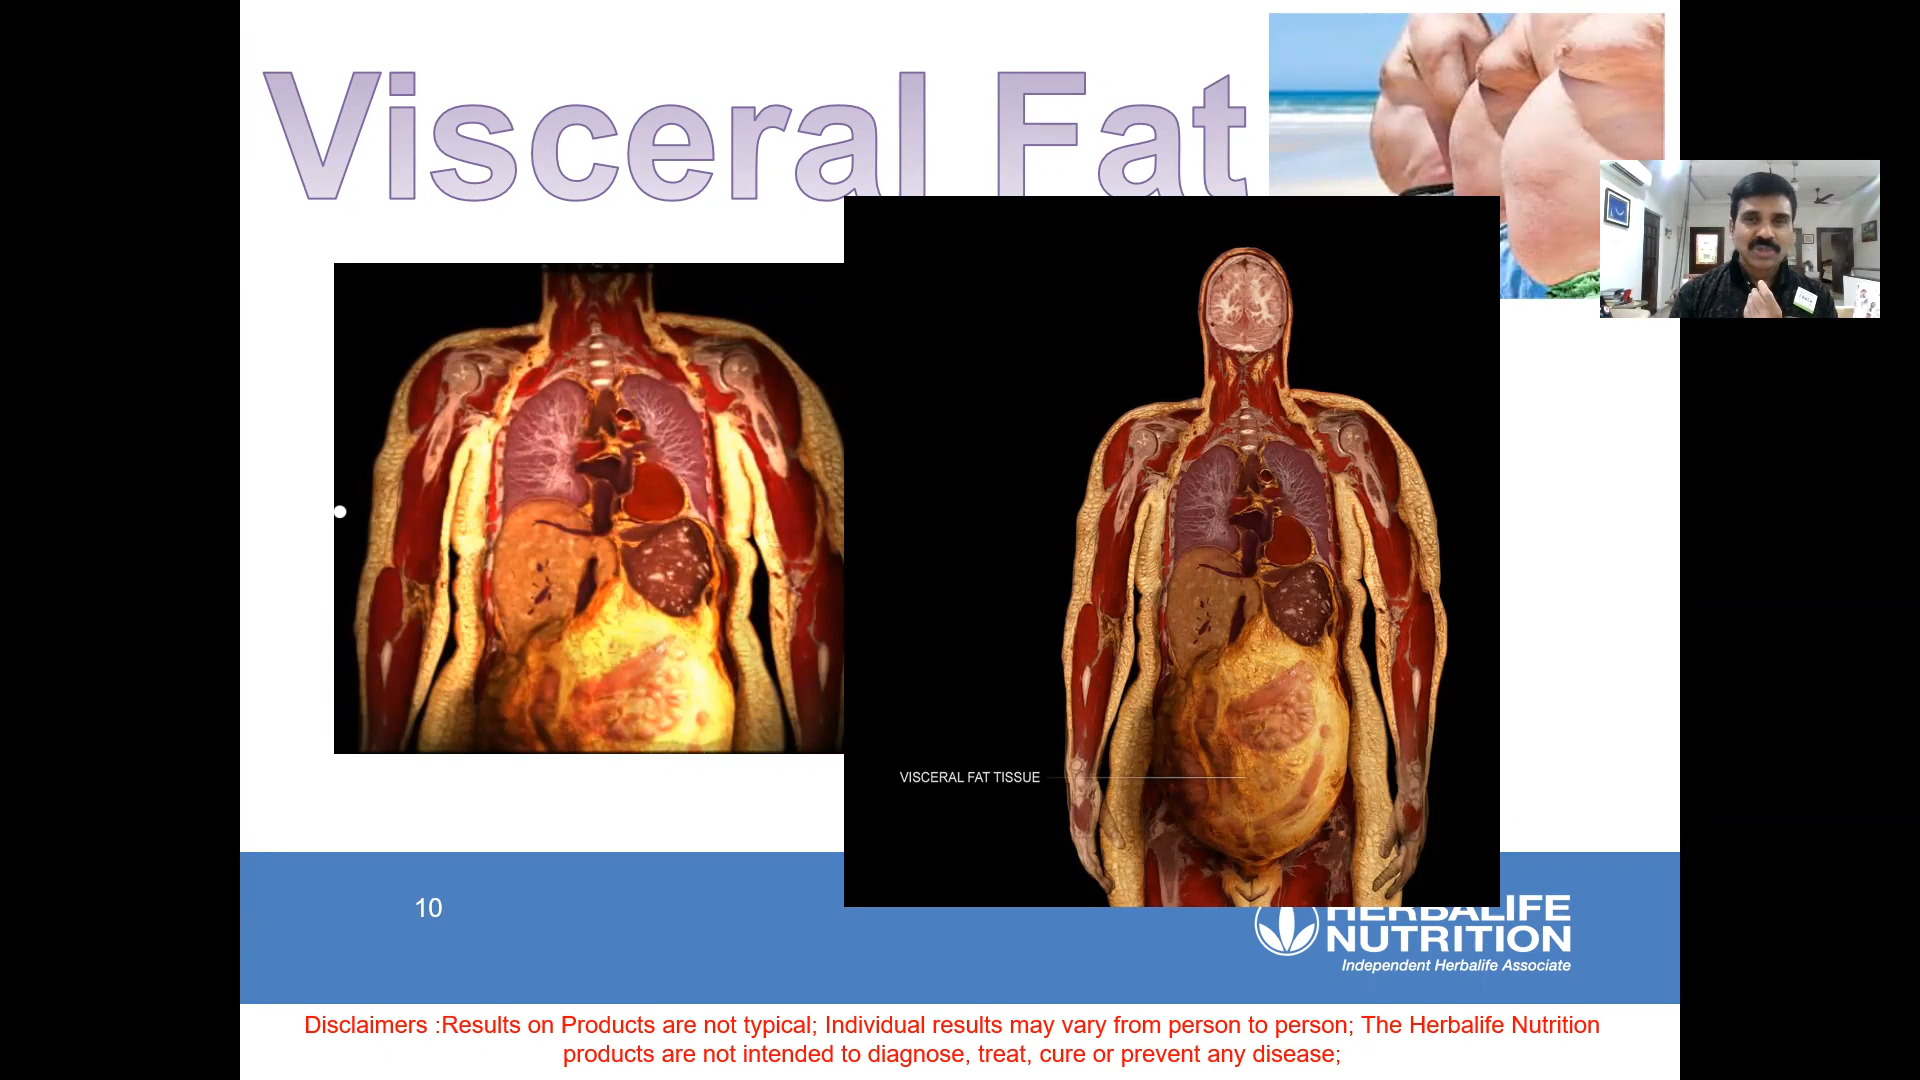 Visceral Fat
VISCERAL FAT TISSUE
10
HERBALIFE
NUTRITION
Independent Herbalife Associate
Disclaimers :Results on Products are not typical; Individual results may vary from person to person; The Herbalife Nutrition
products are not intended to diagnose, treat, cure or prevent any disease;